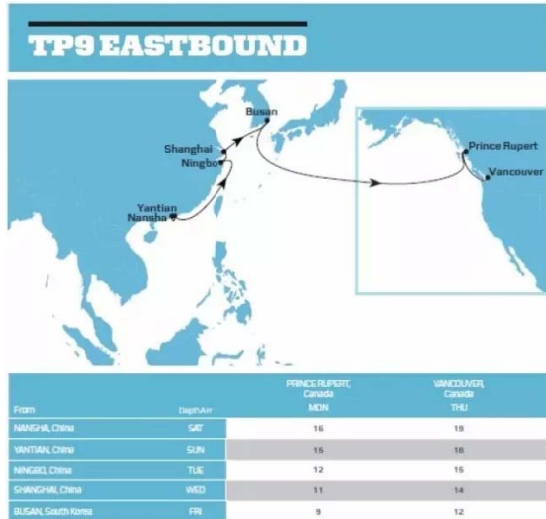 TP9 EASTBOUND
Busan
Shanghai
Ningbo
Prince Rupert
Vancouver
Yantian
Nansha
PRINCE RUPERT, VANCOUVER,
Canada Canada
From Depth/Arr MON THU
NANSHA, China SAT 16 19
YANTIAN, China SUN 15 18
NINGBO, China TUE 12 15
SHANGHAI, China WED 11 14
BUSAN, South Korea FRI 9 12